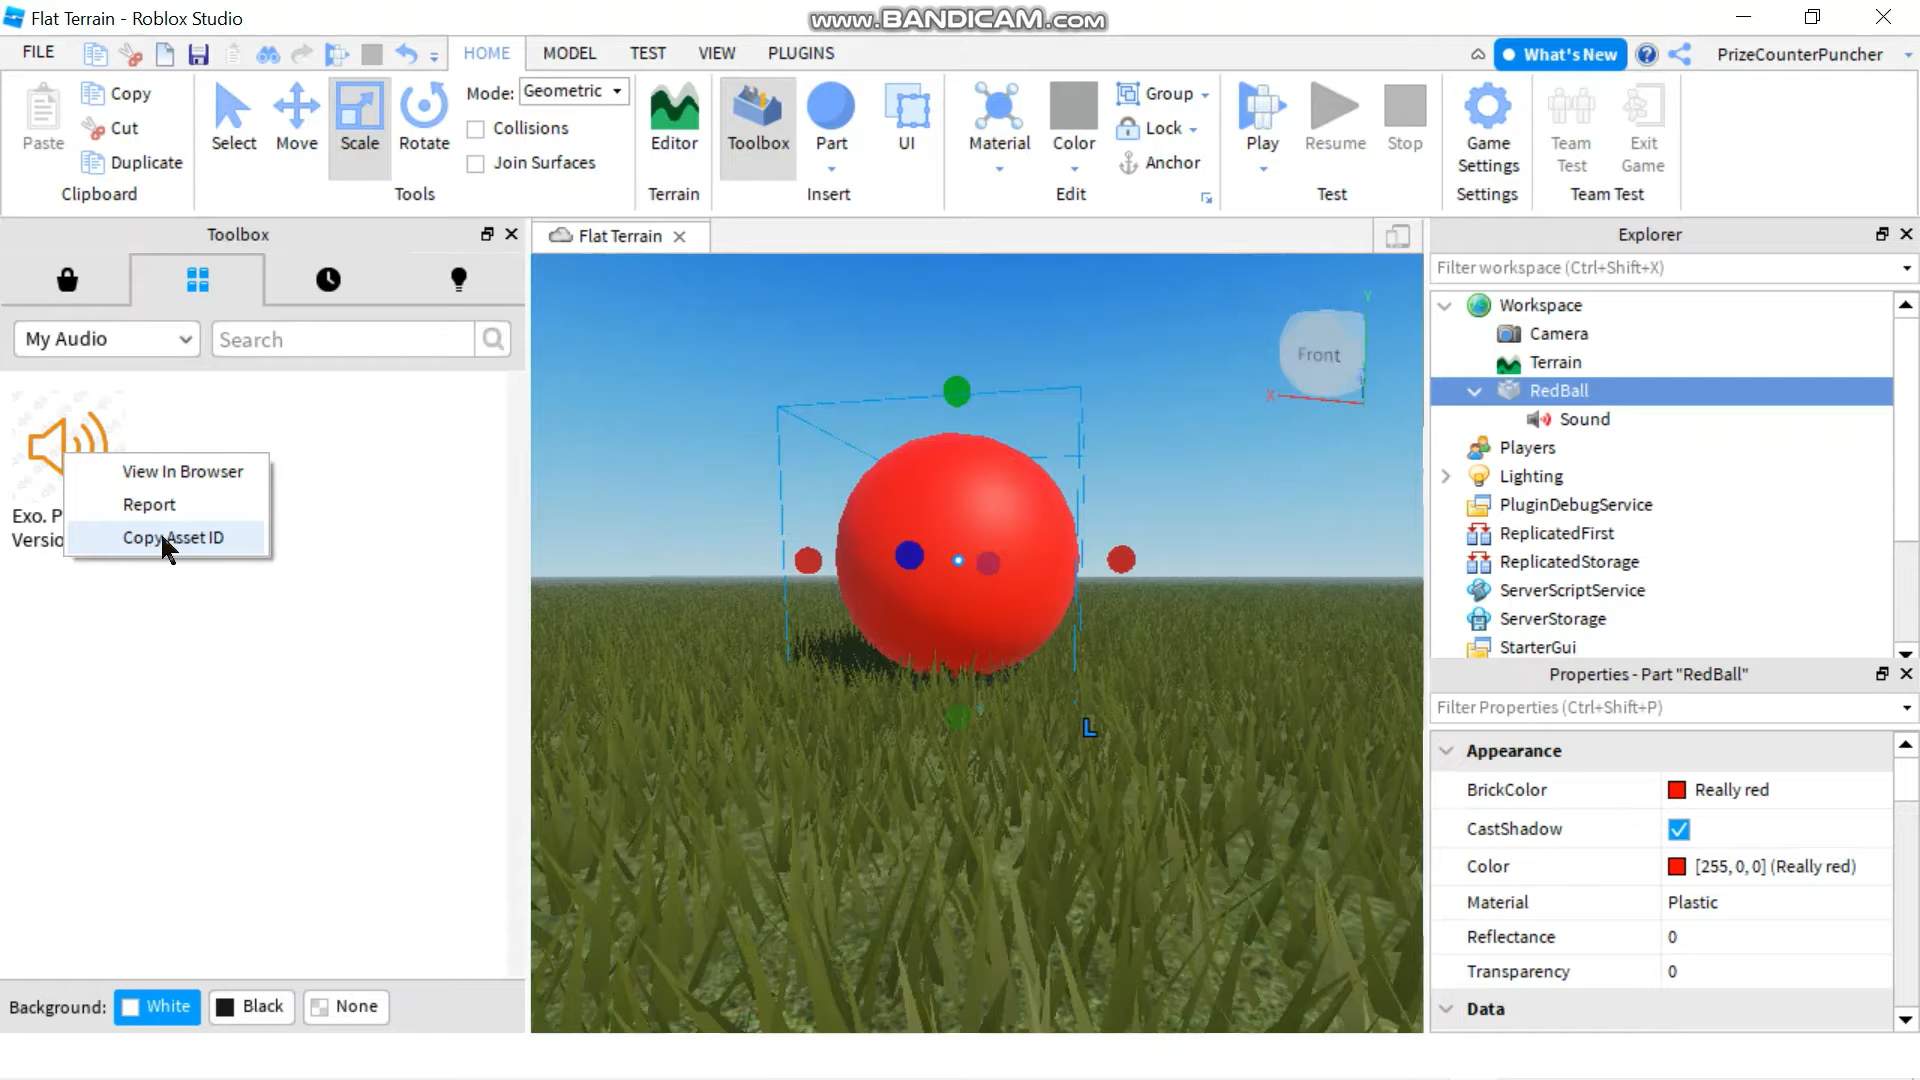 Flat Terrain - Roblox Studio
www.BANDICAM.com
FILE
HOME
MODEL
TEST
VIEW
PLUGINS
What's New
PrizeCounterPuncher
Paste
Copy
Cut
Duplicate
Clipboard
Select
Move
Scale
Rotate
Mode: Geometric
Collisions
Join Surfaces
Tools
Editor
Terrain
Toolbox
Part
UI
Insert
Material
Color
Group
Lock
Anchor
Edit
Play
Resume
Stop
Test
Game
Settings
Settings
Team
Test
Exit
Game
Team Test
Toolbox
My Audio
Search
Exo. P
Versio
View In Browser
Report
Copy Asset ID
Background:
White
Black
None
Flat Terrain
Front
Y
X
L
Explorer
Filter workspace (Ctrl+Shift+X)
Workspace
Camera
Terrain
RedBall
Sound
Players
Lighting
PluginDebugService
ReplicatedFirst
ReplicatedStorage
ServerScriptService
ServerStorage
StarterGui
Properties - Part "RedBall"
Filter Properties (Ctrl+Shift+P)
Appearance
BrickColor Really red
CastShadow
Color [255, 0, 0] (Really red)
Material Plastic
Reflectance 0
Transparency 0
Data